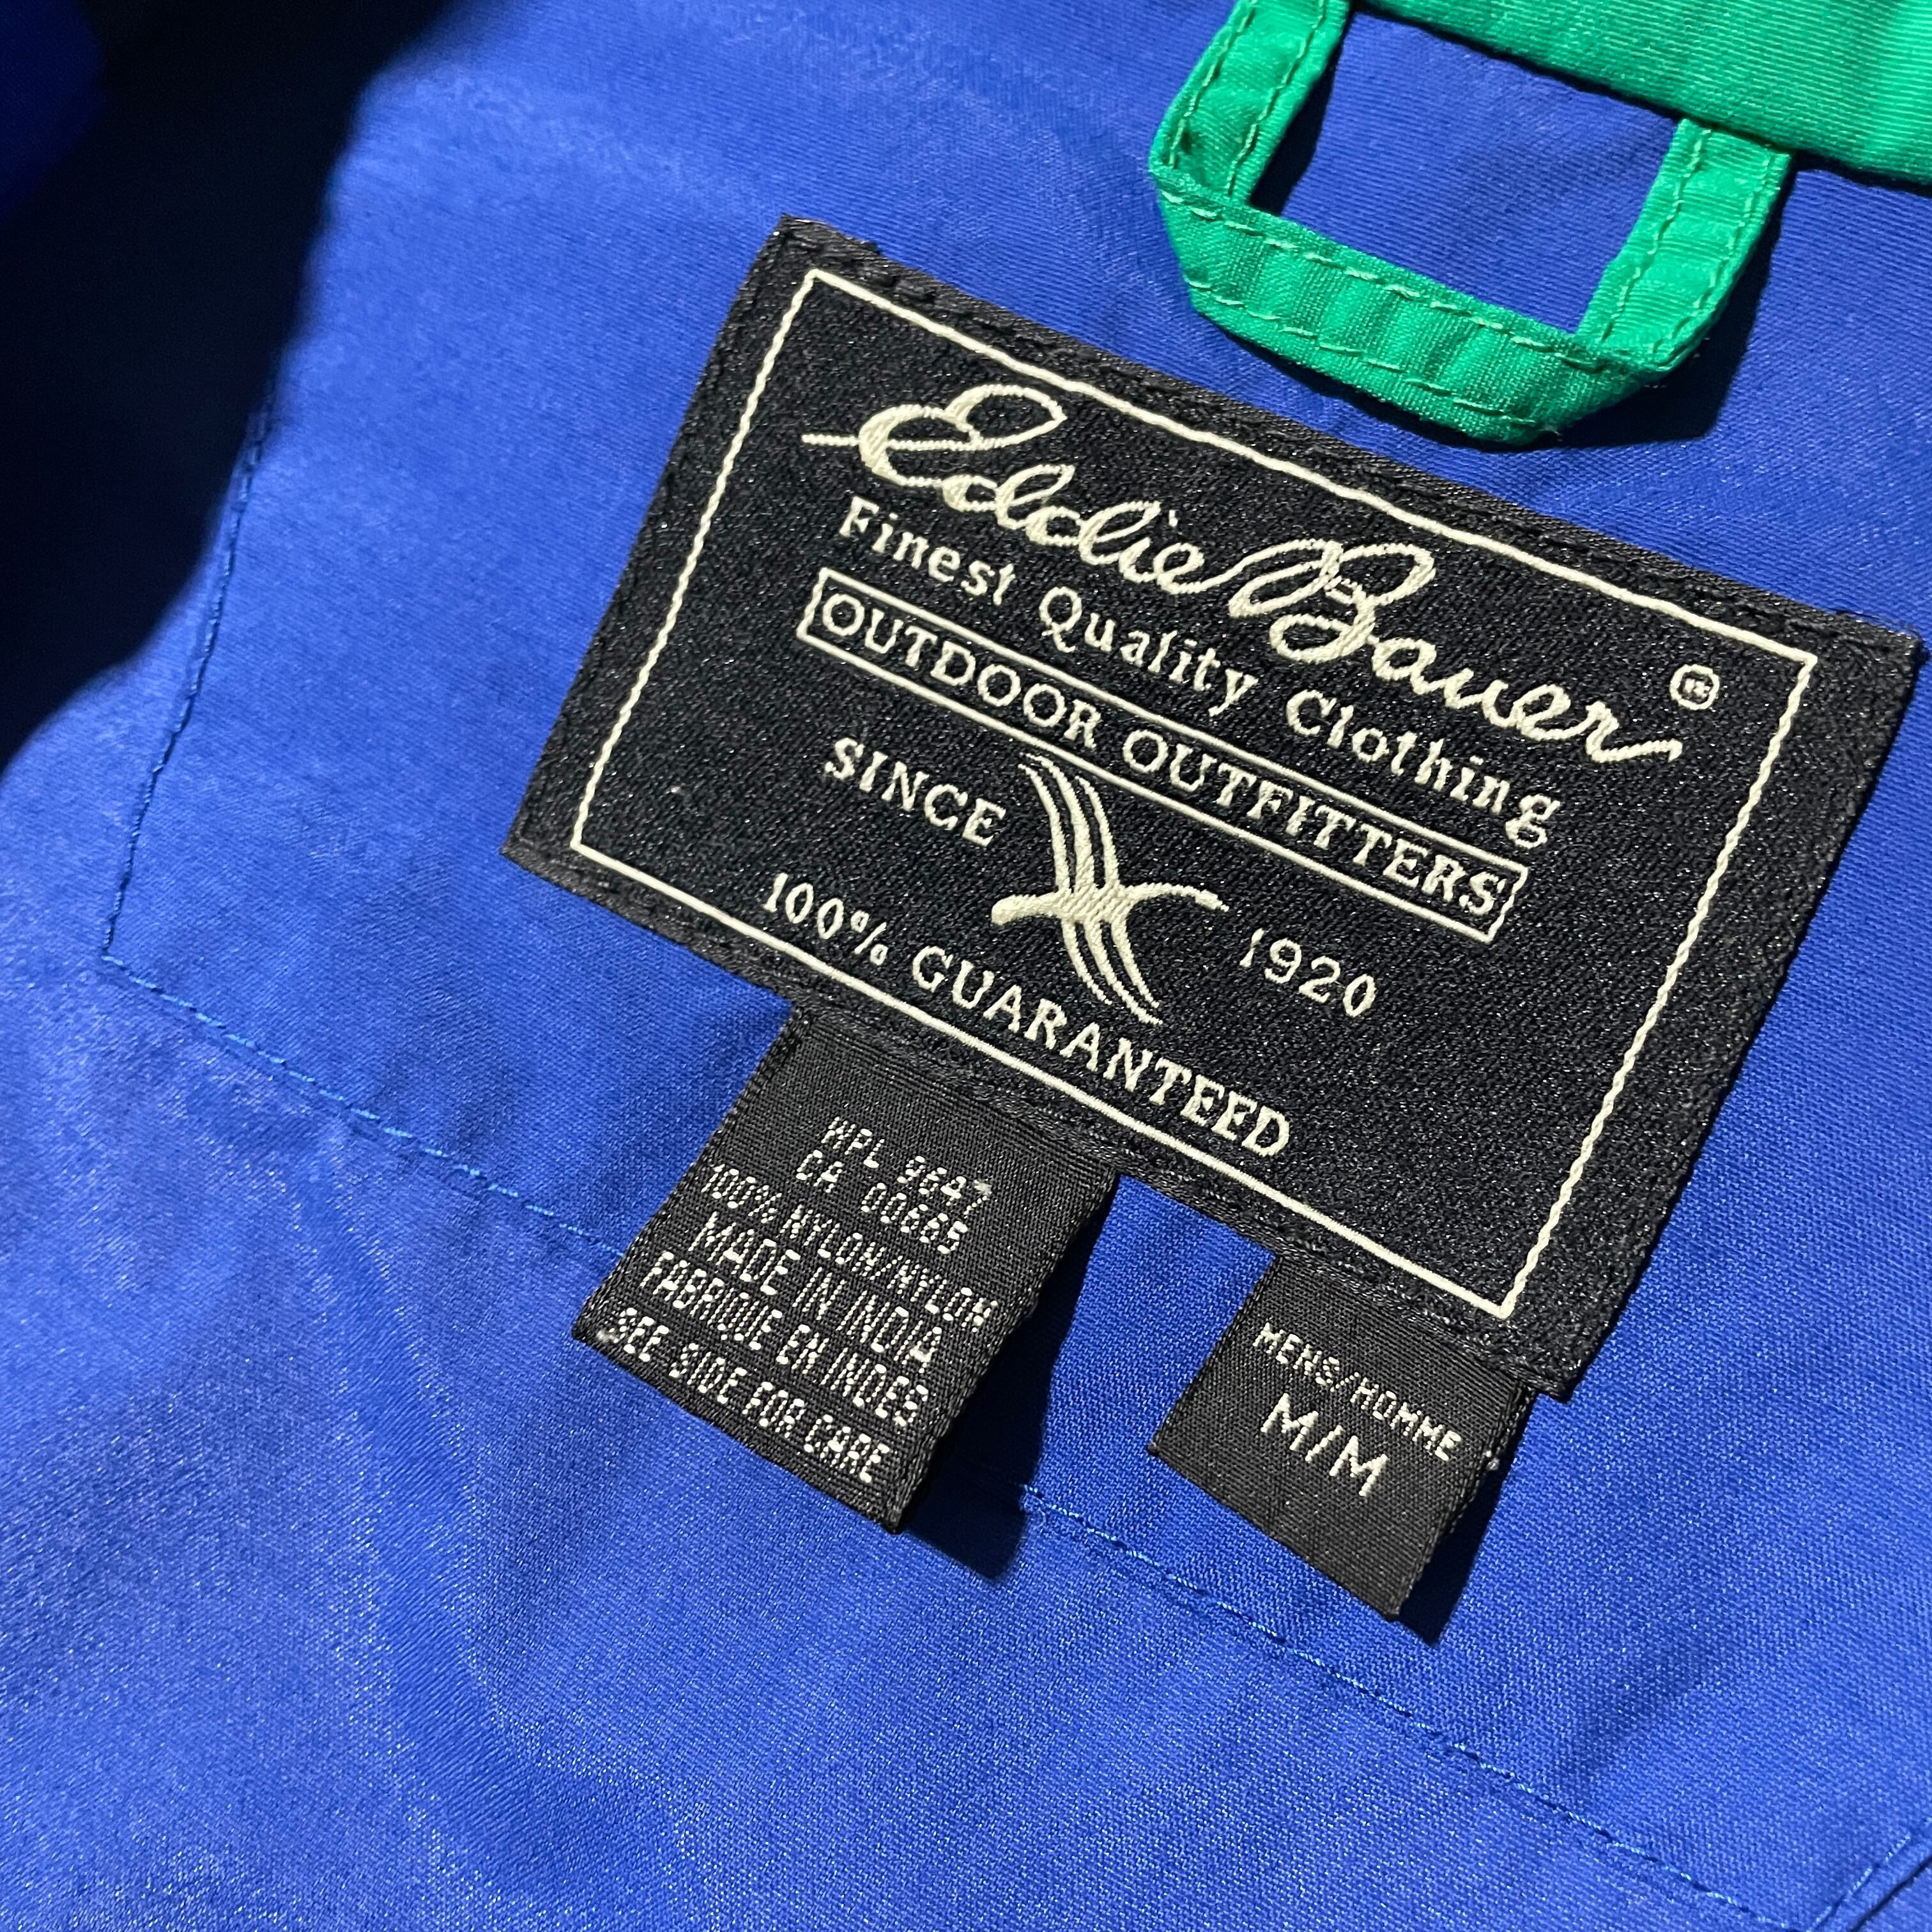 Eddie Bauer ®
Finest Quality Clothing
OUTDOOR OUTFITTERS
SINCE 1920
100% GUARANTEED
WPL 9647
CA 00665
100% NYLON/NYLON
MADE IN INDIA
FABRIQUE EN INDES
SEE SIDE FOR CARE
MENS/HOMME
M/M